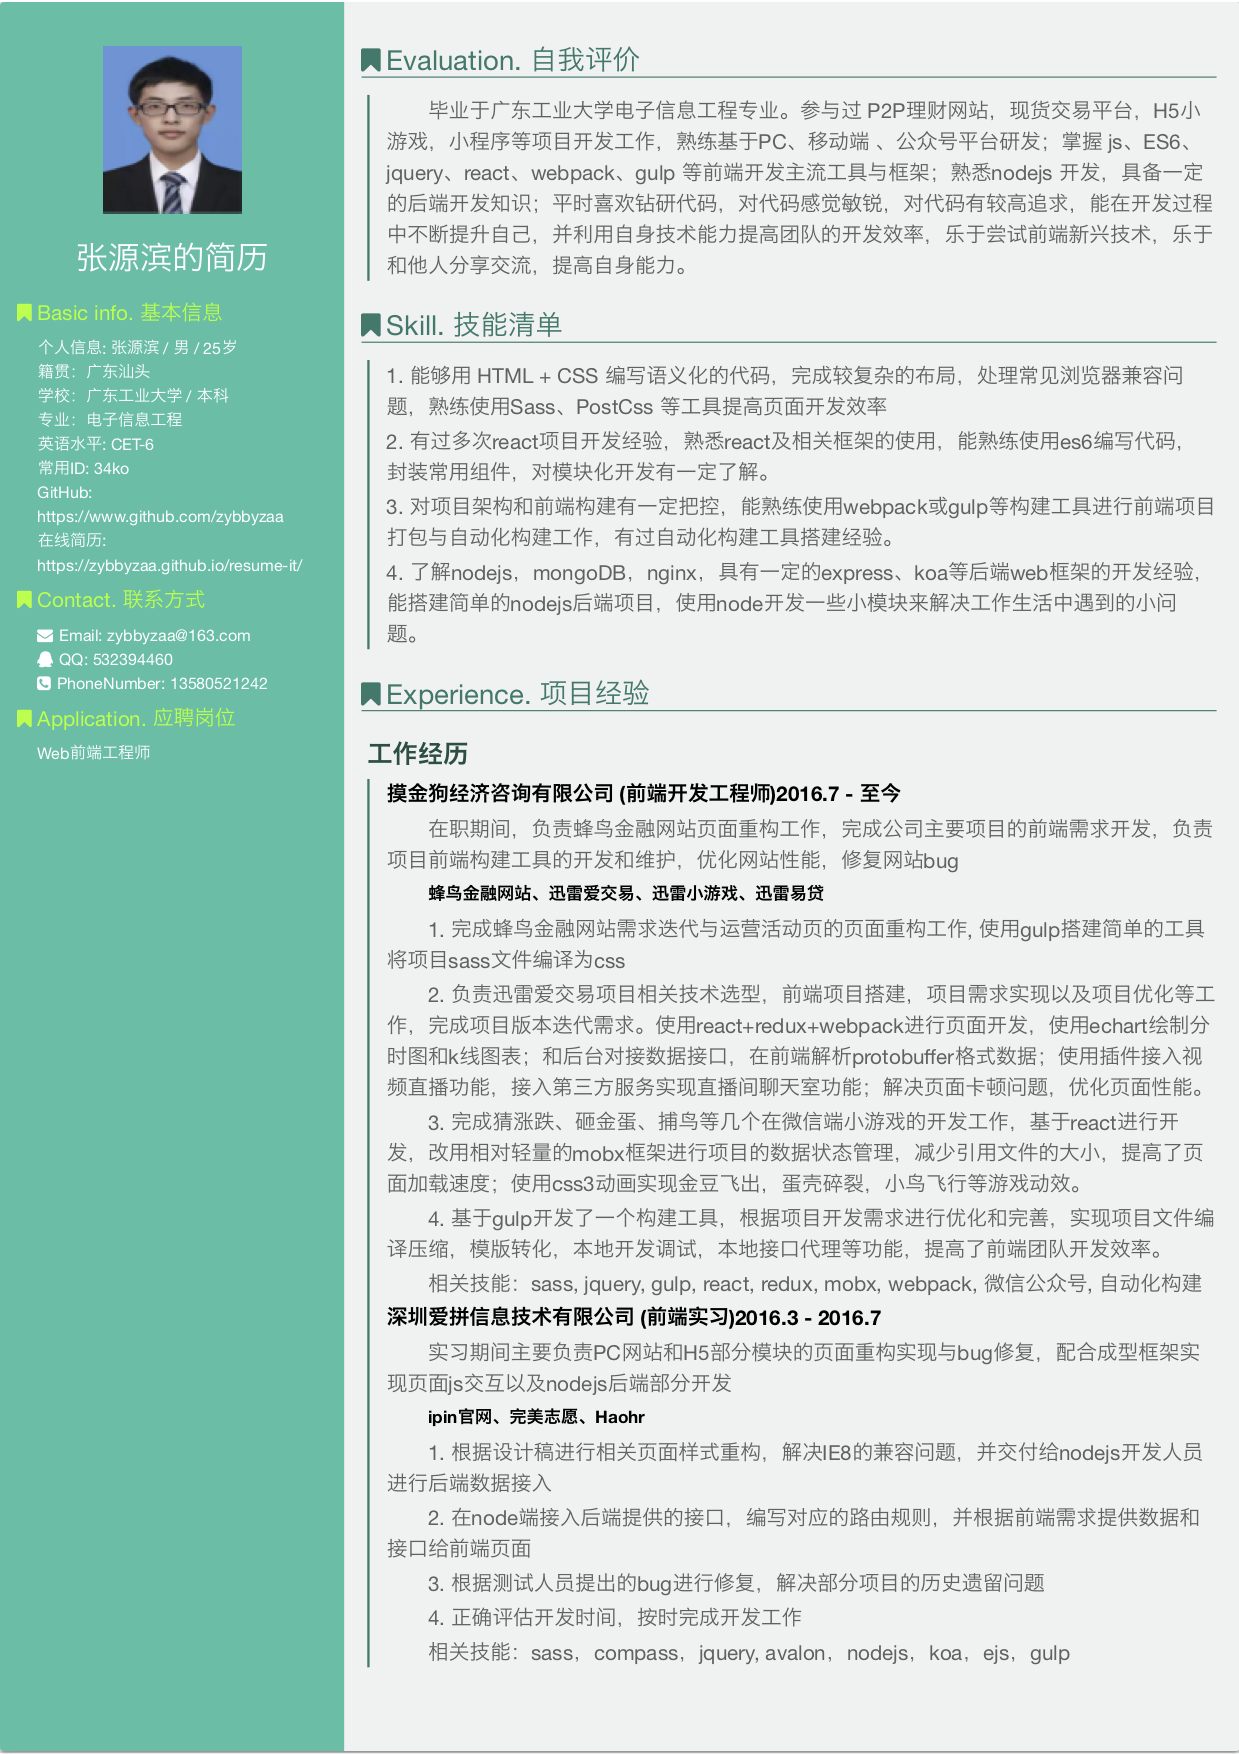 张源滨的简历
Basic info. 基本信息
个人信息: 张源滨 / 男 / 25岁
籍贯：广东汕头
学校：广东工业大学 / 本科
专业：电子信息工程
英语水平: CET-6
常用ID: 34ko
GitHub:
https://www.github.com/zybbyzaa
在线简历:
https://zybbyzaa.github.io/resume-it/
Contact. 联系方式
Email: zybbyzaa@163.com
QQ: 532394460
PhoneNumber: 13580521242
Application. 应聘岗位
Web前端工程师
Evaluation. 自我评价
毕业于广东工业大学电子信息工程专业。参与过 P2P理财网站，现货交易平台，H5小
游戏，小程序等项目开发工作，熟练基于PC、移动端 、公众号平台研发；掌握 js、ES6、
jquery、react、webpack、gulp 等前端开发主流工具与框架；熟悉nodejs 开发，具备一定
的后端开发知识；平时喜欢钻研代码，对代码感觉敏锐，对代码有较高追求，能在开发过程
中不断提升自己，并利用自身技术能力提高团队的开发效率，乐于尝试前端新兴技术，乐于
和他人分享交流，提高自身能力。
Skill. 技能清单
1. 能够用 HTML + CSS 编写语义化的代码，完成较复杂的布局，处理常见浏览器兼容问
题，熟练使用Sass、PostCss 等工具提高页面开发效率
2. 有过多次react项目开发经验，熟悉react及相关框架的使用，能熟练使用es6编写代码，
封装常用组件，对模块化开发有一定了解。
3. 对项目架构和前端构建有一定把控，能熟练使用webpack或gulp等构建工具进行前端项目
打包与自动化构建工作，有过自动化构建工具搭建经验。
4. 了解nodejs，mongoDB，nginx，具有一定的express、koa等后端web框架的开发经验，
能搭建简单的nodejs后端项目，使用node开发一些小模块来解决工作生活中遇到的小问
题。
Experience. 项目经验
工作经历
摸金狗经济咨询有限公司 (前端开发工程师)2016.7 - 至今
在职期间，负责蜂鸟金融网站页面重构工作，完成公司主要项目的前端需求开发，负责
项目前端构建工具的开发和维护，优化网站性能，修复网站bug
蜂鸟金融网站、迅雷爱交易、迅雷小游戏、迅雷易贷
1. 完成蜂鸟金融网站需求迭代与运营活动页的页面重构工作, 使用gulp搭建简单的工具
将项目sass文件编译为css
2. 负责迅雷爱交易项目相关技术选型，前端项目搭建，项目需求实现以及项目优化等工
作，完成项目版本迭代需求。使用react+redux+webpack进行页面开发，使用echart绘制分
时图和k线图表；和后台对接数据接口，在前端解析protobuffer格式数据；使用插件接入视
频直播功能，接入第三方服务实现直播间聊天室功能；解决页面卡顿问题，优化页面性能。
3. 完成猜涨跌、砸金蛋、捕鸟等几个在微信端小游戏的开发工作，基于react进行开
发，改用相对轻量的mobx框架进行项目的数据状态管理，减少引用文件的大小，提高了页
面加载速度；使用css3动画实现金豆飞出，蛋壳碎裂，小鸟飞行等游戏动效。
4. 基于gulp开发了一个构建工具，根据项目开发需求进行优化和完善，实现项目文件编
译压缩，模版转化，本地开发调试，本地接口代理等功能，提高了前端团队开发效率。
相关技能：sass, jquery, gulp, react, redux, mobx, webpack, 微信公众号, 自动化构建
深圳爱拼信息技术有限公司 (前端实习)2016.3 - 2016.7
实习期间主要负责PC网站和H5部分模块的页面重构实现与bug修复，配合成型框架实
现页面js交互以及nodejs后端部分开发
ipin官网、完美志愿、Haohr
1. 根据设计稿进行相关页面样式重构，解决IE8的兼容问题，并交付给nodejs开发人员
进行后端数据接入
2. 在node端接入后端提供的接口，编写对应的路由规则，并根据前端需求提供数据和
接口给前端页面
3. 根据测试人员提出的bug进行修复，解决部分项目的历史遗留问题
4. 正确评估开发时间，按时完成开发工作
相关技能：sass，compass，jquery, avalon，nodejs，koa，ejs，gulp